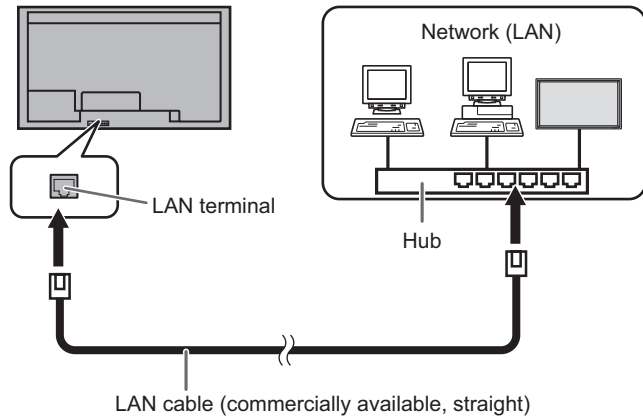 Network (LAN)
LAN terminal
Hub
LAN cable (commercially available, straight)